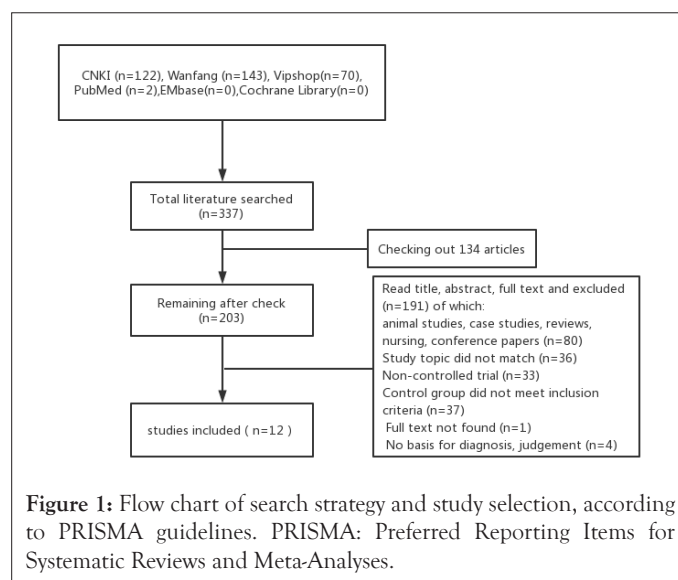 CNKI (n=122), Wanfang (n=143), Vipshop(n=70),
PubMed (n=2),EMbase(n=0),Cochrane Library(n=0)
Total literature searched
(n=337)
Checking out 134 articles
Remaining after check
(n=203)
Read title, abstract, full text and excluded
(n=191) of which:
animal studies, case studies, reviews,
nursing, conference papers (n=80)
Study topic did not match (n=36)
Non-controlled trial (n=33)
Control group did not meet inclusion
criteria (n=37)
Full text not found (n=1)
No basis for diagnosis, judgement (n=4)
studies included ( n=12 )
Figure 1: Flow chart of search strategy and study selection, according
to PRISMA guidelines. PRISMA: Preferred Reporting Items for
Systematic Reviews and Meta-Analyses.